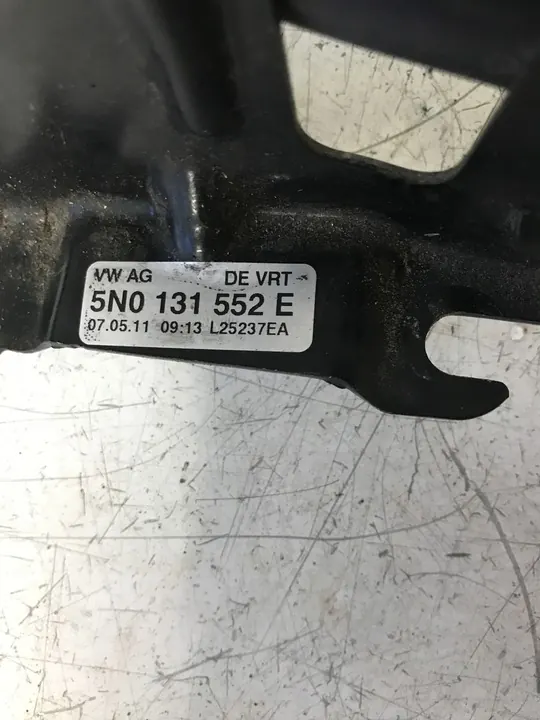 VW AG DE VRT
5N0 131 552 E
07.05.11 09:13 L25237EA